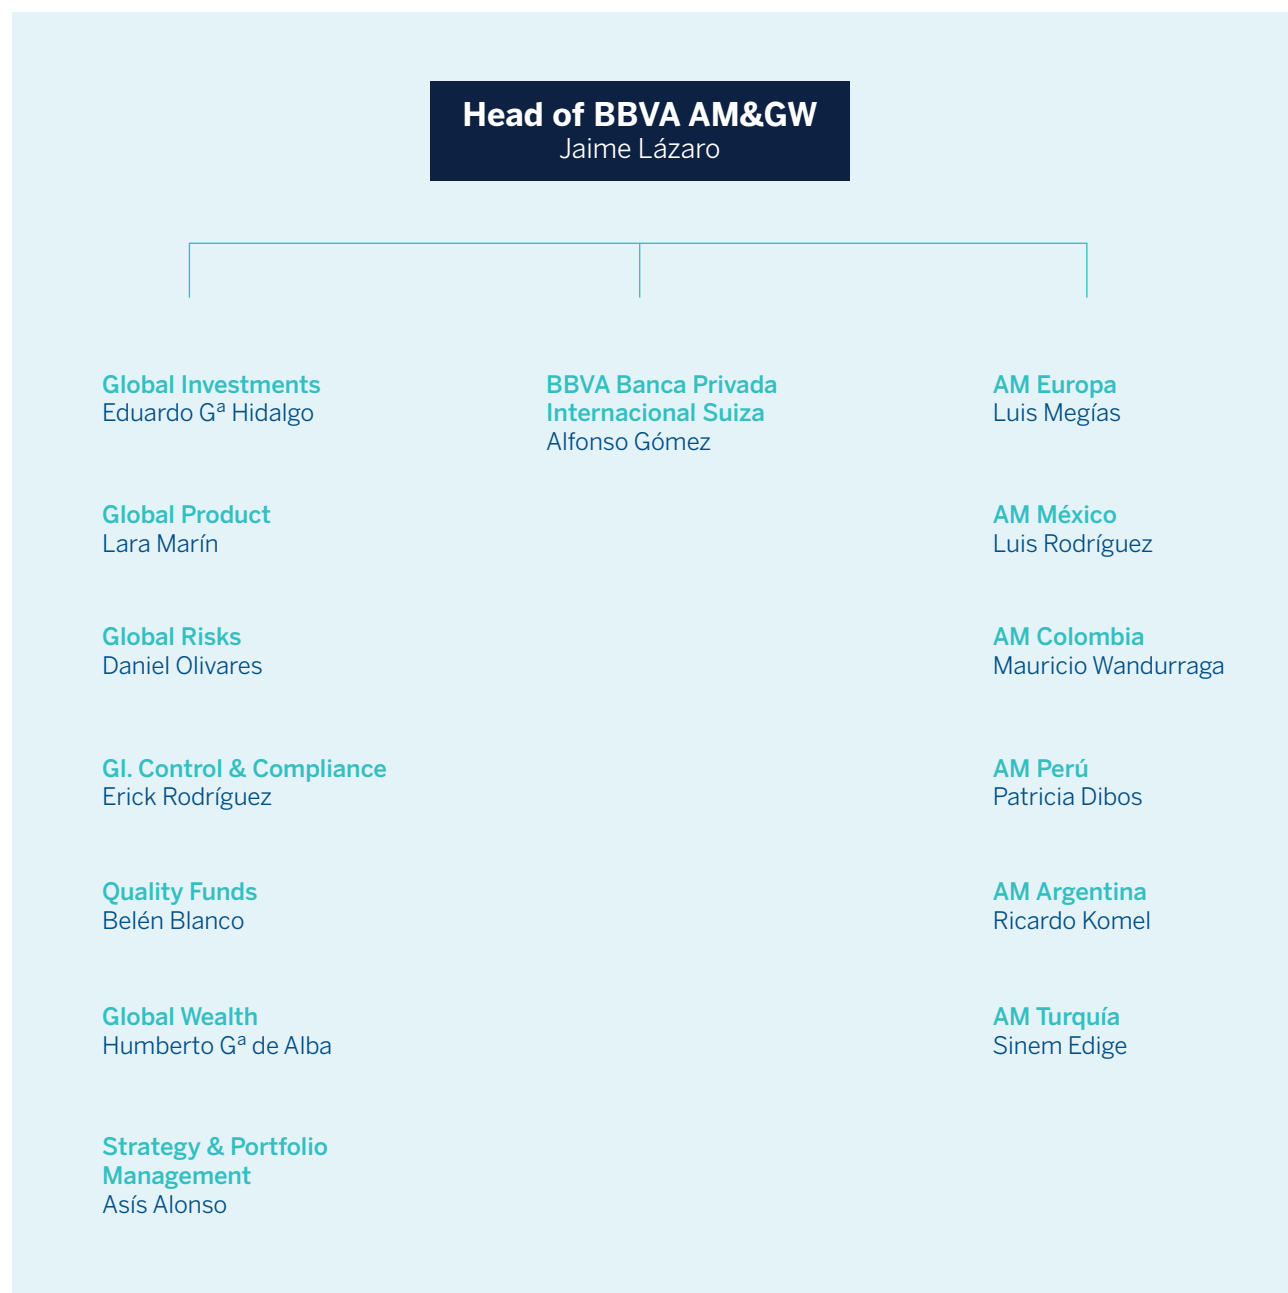 Head of BBVA AM&GW
Jaime Lázaro
Global Investments
Eduardo Gª Hidalgo
Global Product
Lara Marín
Global Risks
Daniel Olivares
Gl. Control & Compliance
Erick Rodríguez
Quality Funds
Belén Blanco
Global Wealth
Humberto Gª de Alba
Strategy & Portfolio
Management
Asís Alonso
BBVA Banca Privada
Internacional Suiza
Alfonso Gómez
AM Europa
Luis Megías
AM México
Luis Rodríguez
AM Colombia
Mauricio Wandurraga
AM Perú
Patricia Dibos
AM Argentina
Ricardo Komel
AM Turquía
Sinem Edige